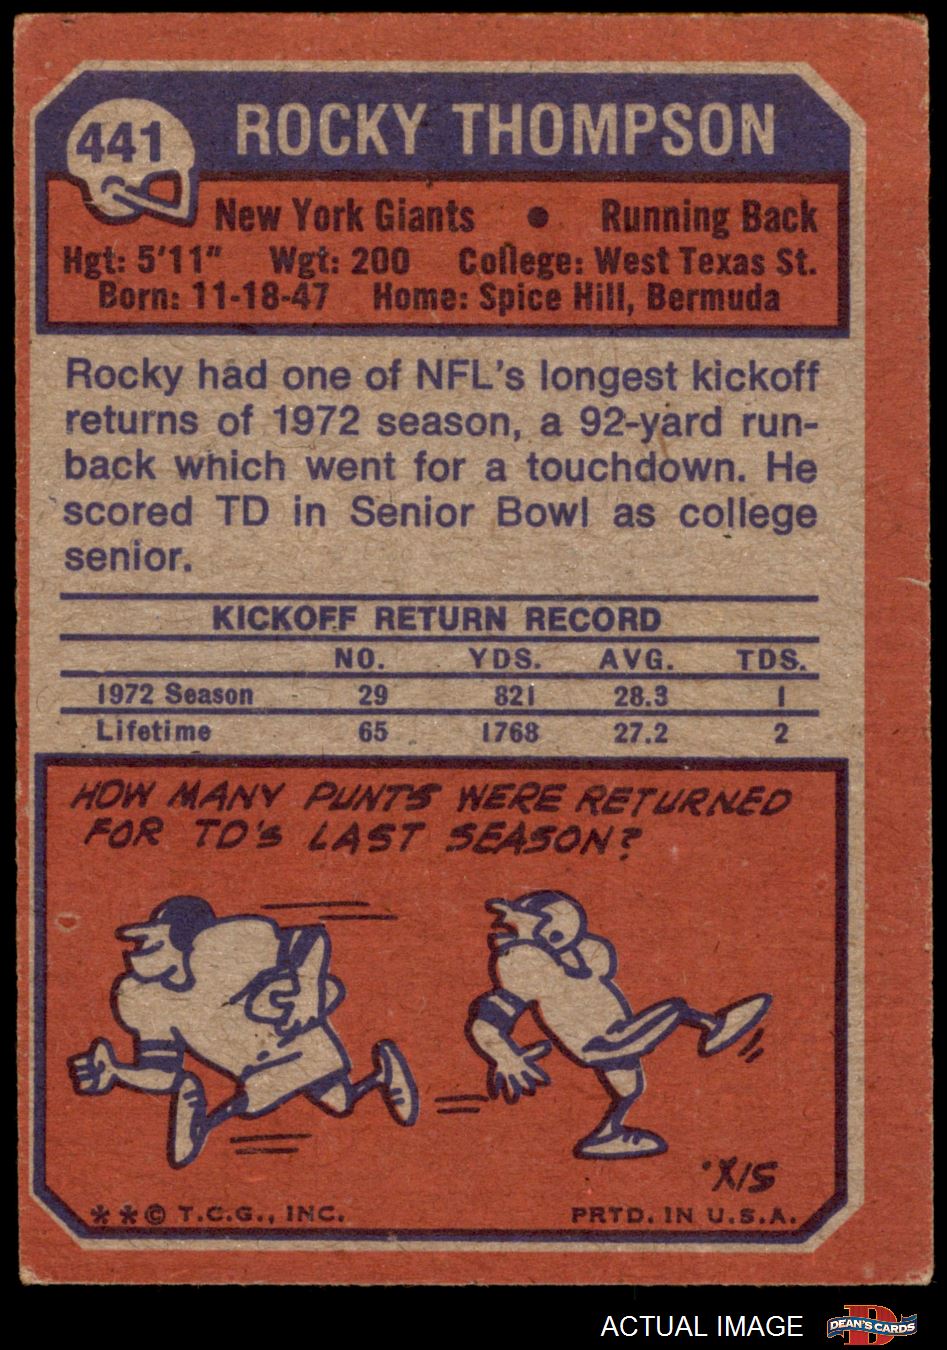 441
ROCKY THOMPSON
New York Giants • Running Back
Hgt: 5'11" Wgt: 200 College: West Texas St.
Born: 11-18-47 Home: Spice Hill, Bermuda
Rocky had one of NFL's longest kickoff
returns of 1972 season, a 92-yard run-
back which went for a touchdown. He
scored TD in Senior Bowl as college
senior.
KICKOFF RETURN RECORD
NO. YDS. AVG. TDS.
1972 Season 29 821 28.3 1
Lifetime 65 1768 27.2 2
HOW MANY PUNTS WERE RETURNED
FOR TD'S LAST SEASON?
·X/S
**© T.C.G., INC. PRTD. IN U.S.A.
ACTUAL IMAGE
D
DEAN'S CARDS